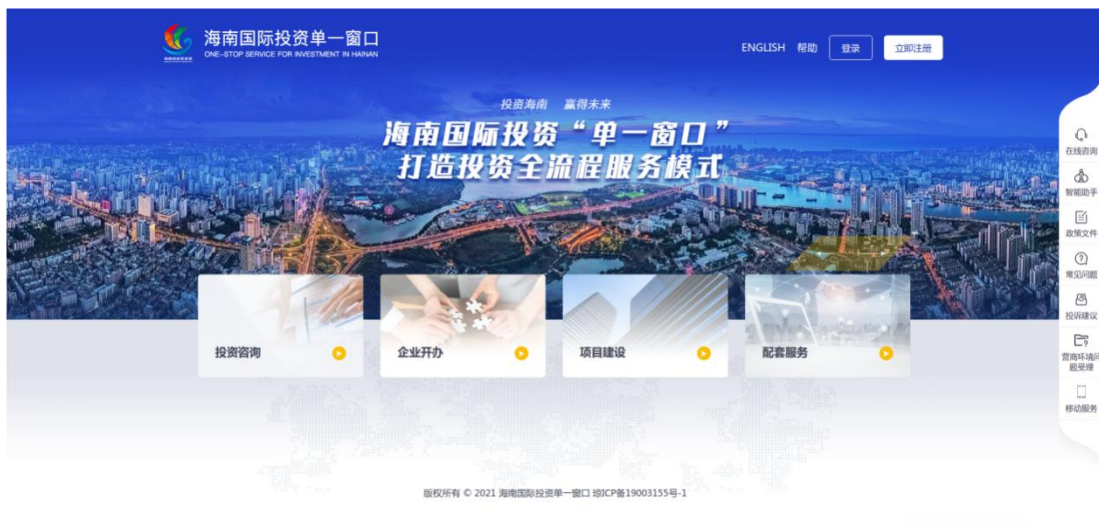 海南国际投资单一窗口
ONE-STOP SERVICE FOR INVESTMENT IN HAINAN
ENGLISH 帮助 登录 立即注册
投资海南 赢得未来
海南国际投资“单一窗口”
打造投资全流程服务模式
在线咨询
智能助手
政策文件
常见问题
投诉建议
营商环境问
题受理
移动服务
投资咨询
企业开办
项目建设
配套服务
版权所有 © 2021 海南国际投资单一窗口 琼ICP备19003155号-1